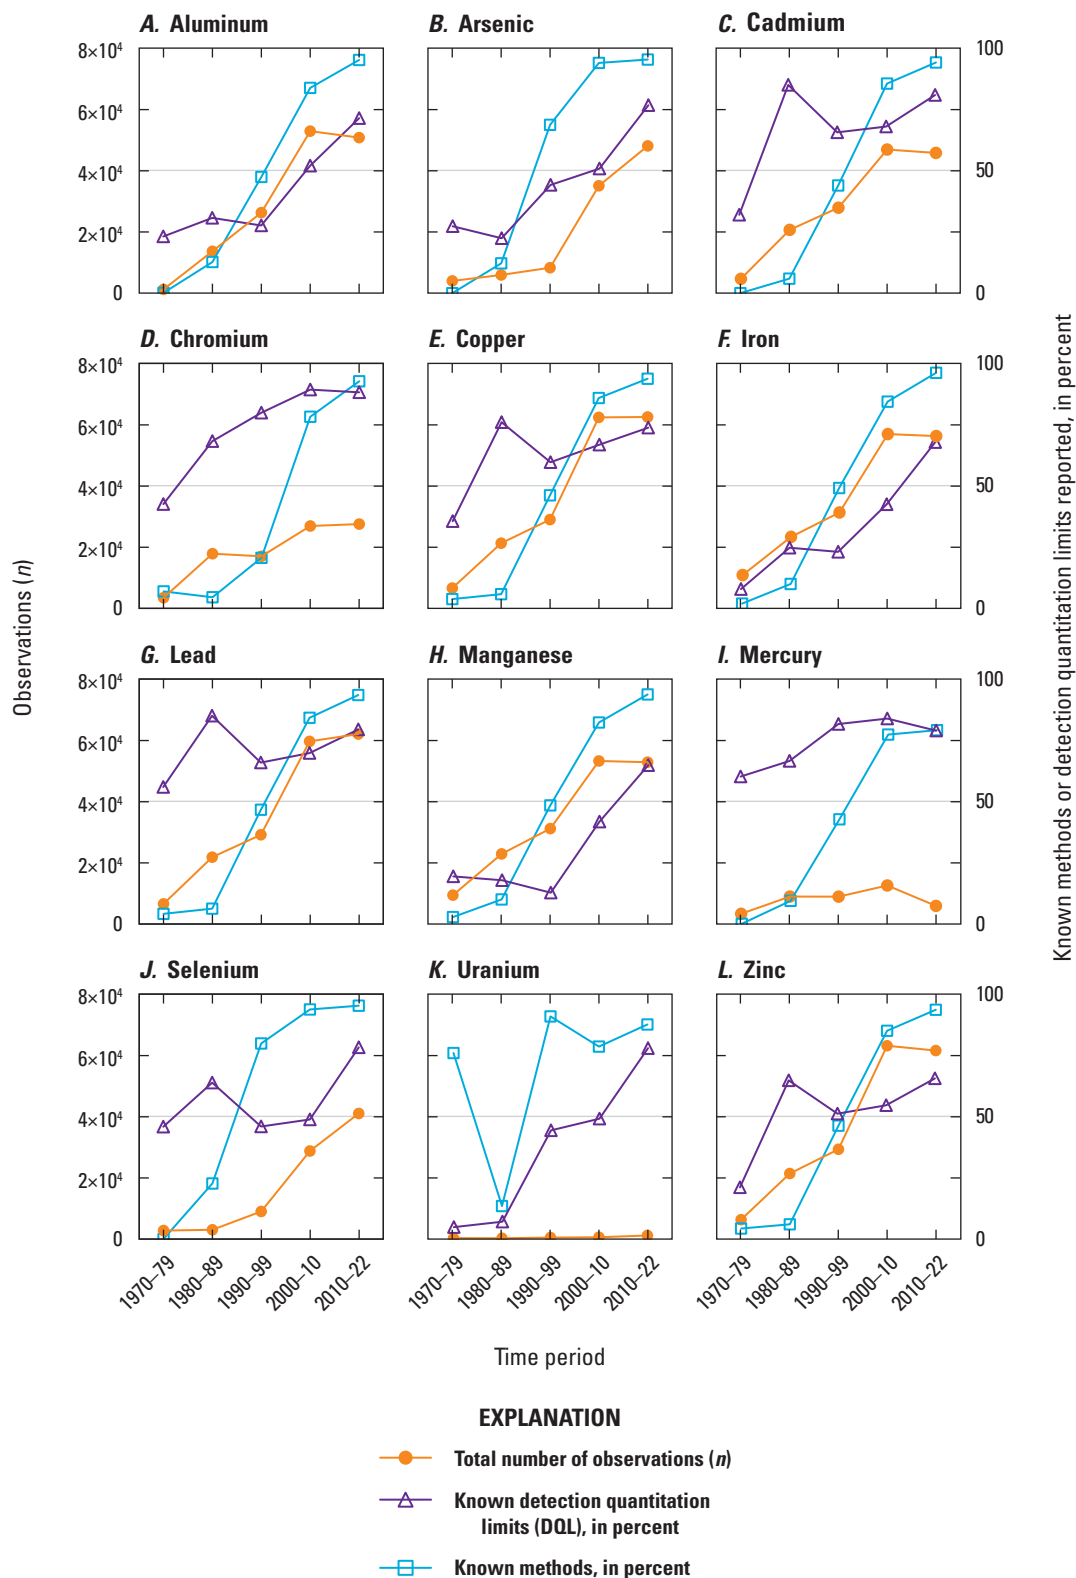 A. Aluminum
B. Arsenic
C. Cadmium
8×10⁴
6×10⁴
4×10⁴
2×10⁴
0
100
50
0
D. Chromium
E. Copper
F. Iron
8×10⁴
6×10⁴
4×10⁴
2×10⁴
0
100
50
0
G. Lead
H. Manganese
I. Mercury
8×10⁴
6×10⁴
4×10⁴
2×10⁴
0
100
50
0
J. Selenium
K. Uranium
L. Zinc
8×10⁴
6×10⁴
4×10⁴
2×10⁴
0
100
50
0
Observations (n)
Known methods or detection quantitation limits reported, in percent
1970–79
1980–89
1990–99
2000–10
2010–22
1970–79
1980–89
1990–99
2000–10
2010–22
1970–79
1980–89
1990–99
2000–10
2010–22
Time period
EXPLANATION
Total number of observations (n)
Known detection quantitation
limits (DQL), in percent
Known methods, in percent